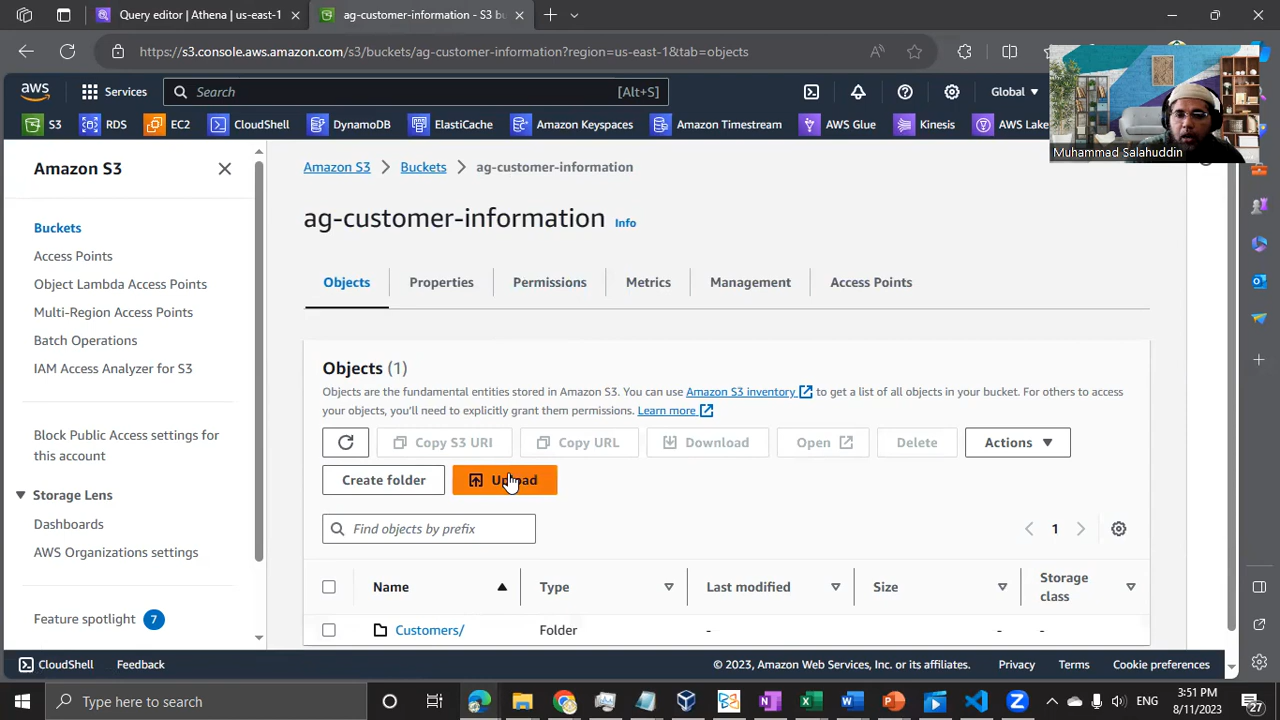 Query editor | Athena | us-east-1
ag-customer-information - S3 bu
https://s3.console.aws.amazon.com/s3/buckets/ag-customer-information?region=us-east-1&tab=objects
aws
Services
Search
[Alt+S]
Global
S3
RDS
EC2
CloudShell
DynamoDB
ElastiCac
Amazon Keyspaces
Amazon Timestream
AWS Glue
Kinesis
AWS Lake
Muhammad Salahuddin
Amazon S3
Buckets
Access Points
Object Lambda Access Points
Multi-Region Access Points
Batch Operations
IAM Access Analyzer for S3
Block Public Access settings for
this account
Storage Lens
Dashboards
AWS Organizations settings
Feature spotlight 7
Amazon S3 > Buckets > ag-customer-information
ag-customer-information Info
Objects
Properties
Permissions
Metrics
Management
Access Points
Objects (1)
Objects are the fundamental entities stored in Amazon S3. You can use Amazon S3 inventory to get a list of all objects in your bucket. For others to access
your objects, you'll need to explicitly grant them permissions. Learn more
Copy S3 URI
Copy URL
Download
Open
Delete
Actions
Create folder
Upload
Find objects by prefix
1
Name
Type
Last modified
Size
Storage
class
Customers/
Folder
-
-
-
CloudShell
Feedback
© 2023, Amazon Web Services, Inc. or its affiliates.
Privacy
Terms
Cookie preferences
Type here to search
ENG
3:51 PM
8/11/2023
27